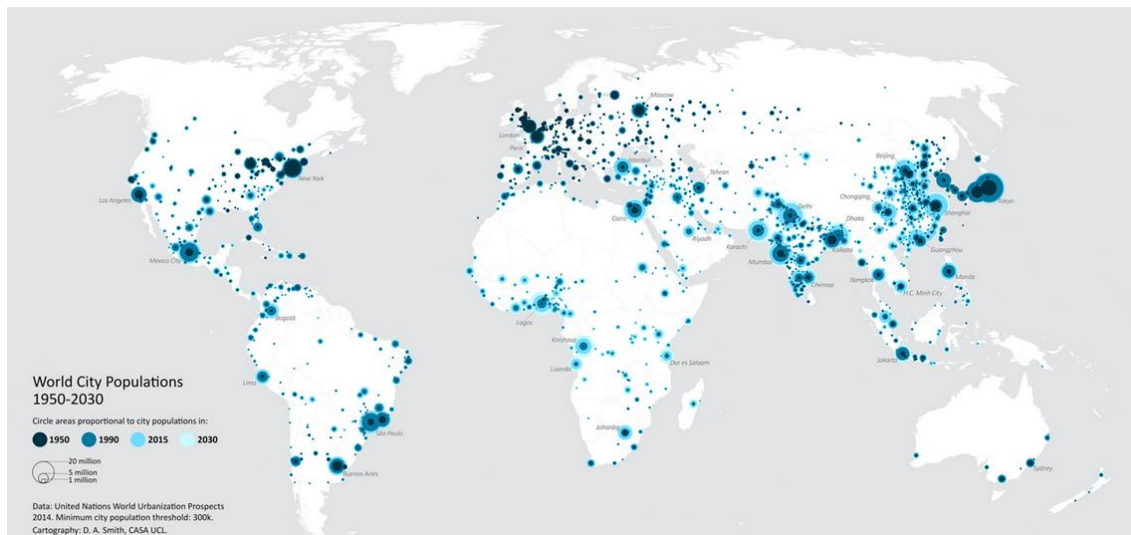 Moscow
London
Paris
Istanbul
New York
Beijing
Los Angeles
Tehran
Chongqing
Tokyo
Delhi
Shanghai
Cairo
Dhaka
Riyadh
Karachi
Kolkata
Guangzhou
Mexico City
Mumbai
Bangkok
Manila
Chennai
H.C. Minh City
Bogotá
Lagos
Kinshasa
Jakarta
Dar es Salaam
Luanda
Lima
World City Populations
1950-2030
Circle areas proportional to city populations in:
1950 1990 2015 2030
São Paulo
Johanbg
20 million
5 million
1 million
Buenos Aires
Sydney
Data: United Nations World Urbanization Prospects
2014. Minimum city population threshold: 300k.
Cartography: D. A. Smith, CASA UCL.